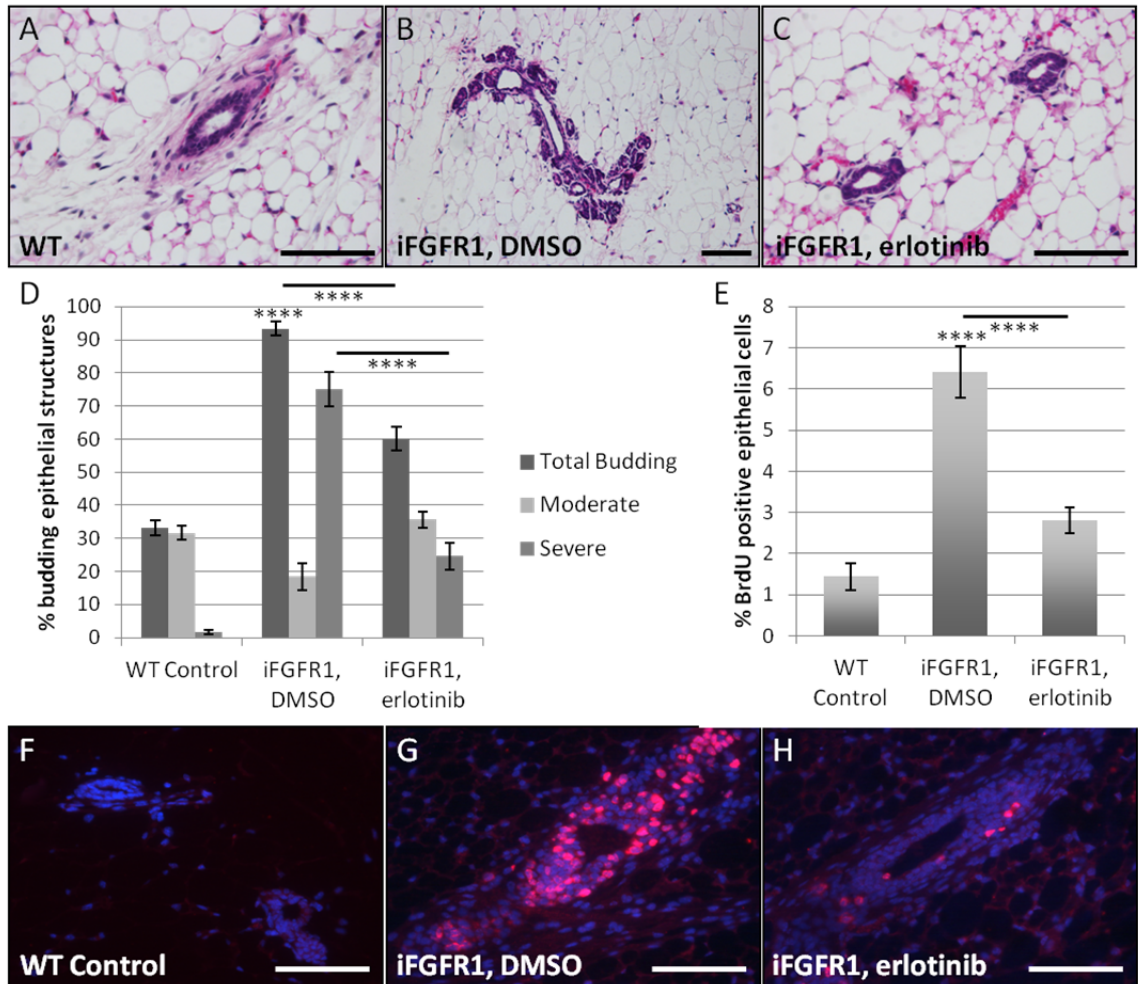 A
WT
B
iFGFR1, DMSO
C
iFGFR1, erlotinib
D
% budding epithelial structures
100
90
80
70
60
50
40
30
20
10
0
****
****
****
WT Control
iFGFR1,
DMSO
iFGFR1,
erlotinib
Total Budding
Moderate
Severe
E
% BrdU positive epithelial cells
8
7
6
5
4
3
2
1
0
****
****
WT
Control
iFGFR1,
DMSO
iFGFR1,
erlotinib
F
WT Control
G
iFGFR1, DMSO
H
iFGFR1, erlotinib